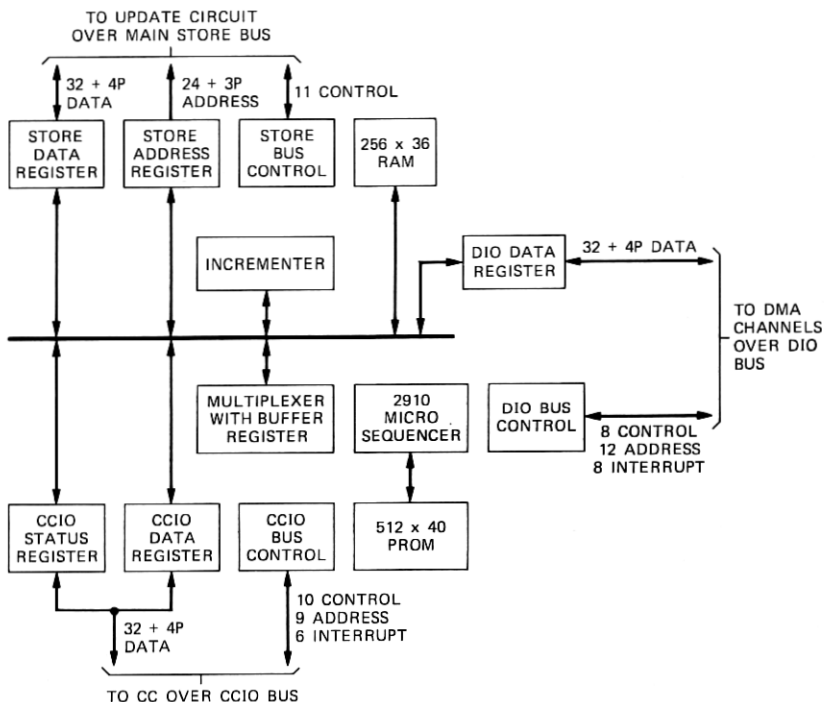 TO UPDATE CIRCUIT
OVER MAIN STORE BUS
32 + 4P
DATA
24 + 3P
ADDRESS
11 CONTROL
STORE
DATA
REGISTER
STORE
ADDRESS
REGISTER
STORE
BUS
CONTROL
256 x 36
RAM
INCREMENTER
DIO DATA
REGISTER
32 + 4P DATA
TO DMA
CHANNELS
OVER DIO
BUS
MULTIPLEXER
WITH BUFFER
REGISTER
2910
MICRO
SEQUENCER
DIO BUS
CONTROL
8 CONTROL
12 ADDRESS
8 INTERRUPT
CCIO
STATUS
REGISTER
CCIO
DATA
REGISTER
CCIO
BUS
CONTROL
512 x 40
PROM
32 + 4P
DATA
10 CONTROL
9 ADDRESS
6 INTERRUPT
TO CC OVER CCIO BUS